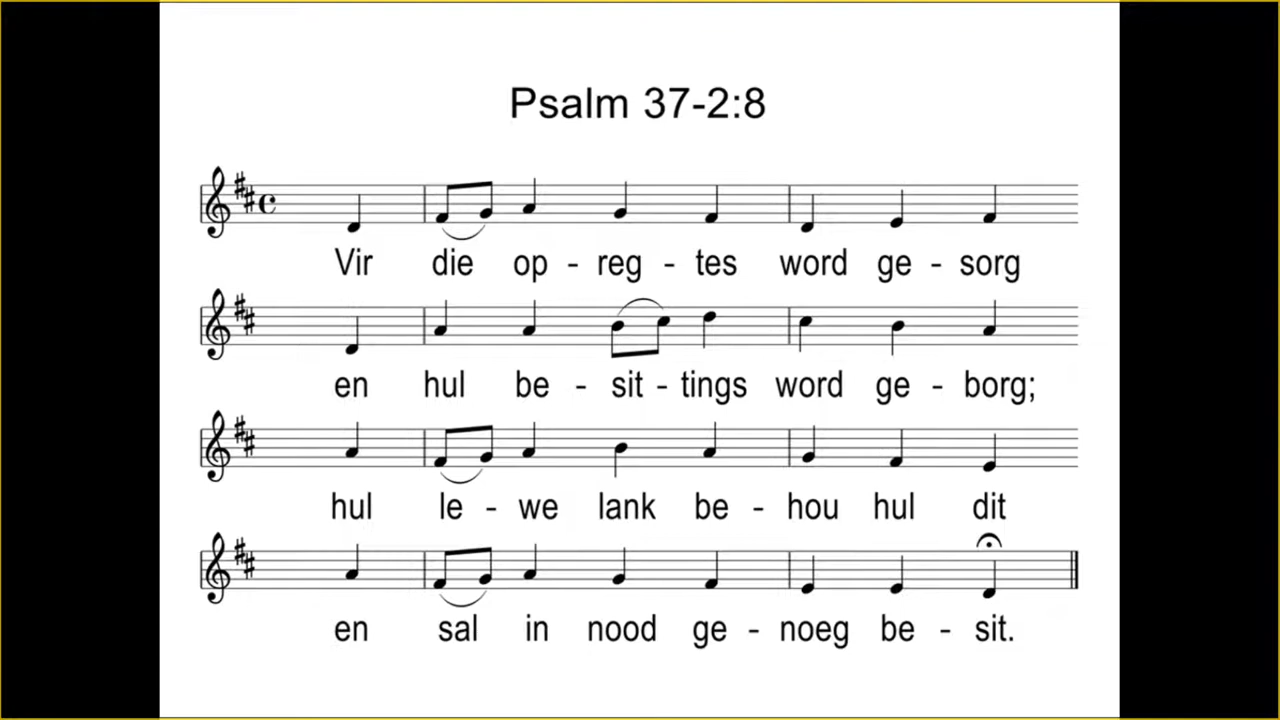 Psalm 37-2:8
Vir die op - reg - tes word ge - sorg
en hul be - sit - tings word ge - borg;
hul le - we lank be - hou hul dit
en sal in nood ge - noeg be - sit.